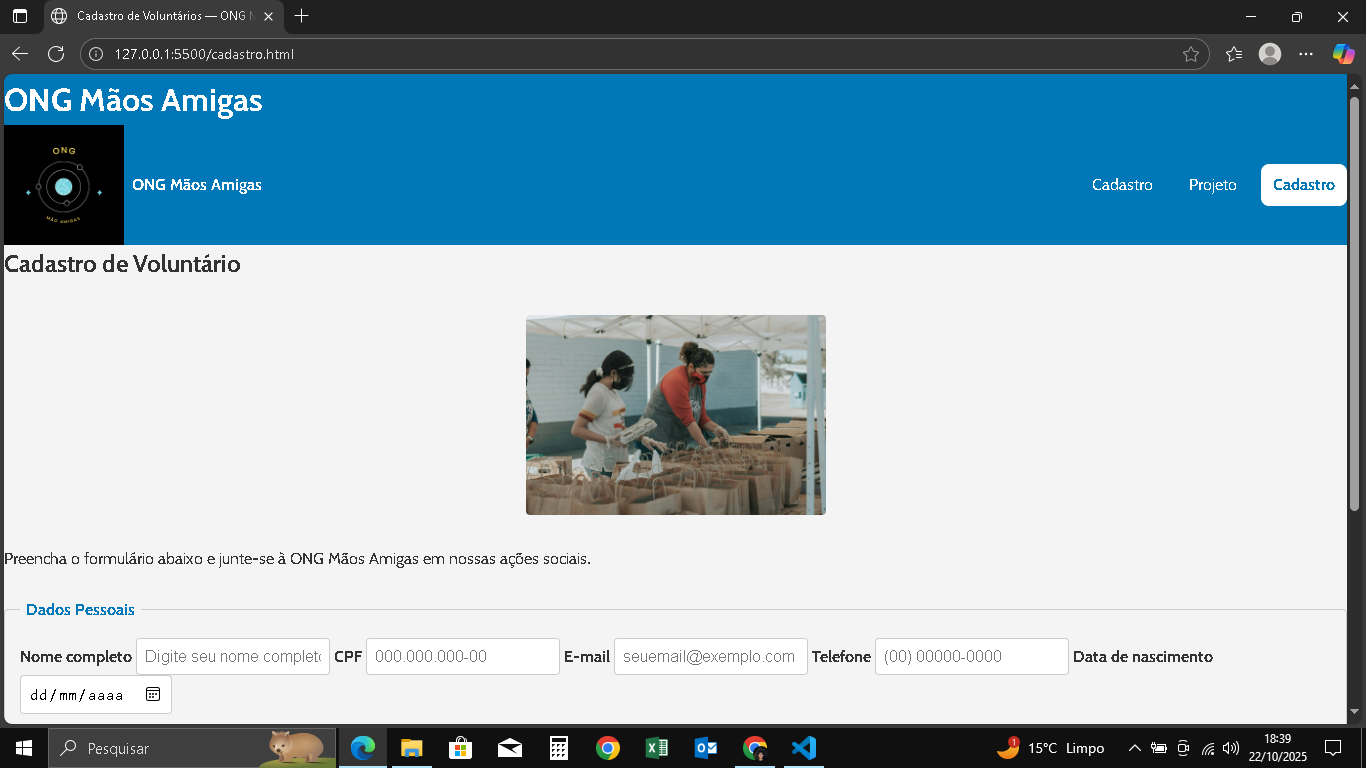 Cadastro de Voluntários — ONG M
127.0.0.1:5500/cadastro.html
ONG Mãos Amigas
ONG
MÃO AMIGAS
ONG Mãos Amigas
Cadastro Projeto Cadastro
Cadastro de Voluntário
Preencha o formulário abaixo e junte-se à ONG Mãos Amigas em nossas ações sociais.
Dados Pessoais
Nome completo Digite seu nome complet CPF 000.000.000-00 E-mail seuemail@exemplo.com Telefone (00) 00000-0000 Data de nascimento
dd/mm/aaaa
Pesquisar
1
15°C Limpo
18:39
22/10/2025